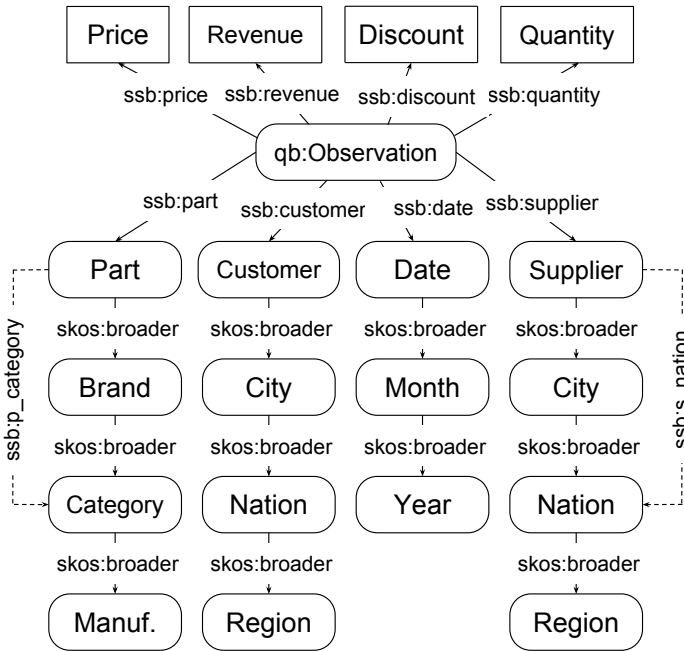 Price Revenue Discount Quantity
ssb:price ssb:revenue ssb:discount ssb:quantity
qb:Observation
ssb:part ssb:customer ssb:date ssb:supplier
Part Customer Date Supplier
skos:broader skos:broader skos:broader skos:broader
ssb:p_category
ssb:s_nation
Brand City Month City
skos:broader skos:broader skos:broader skos:broader
Category Nation Year Nation
skos:broader skos:broader skos:broader
Manuf. Region Region